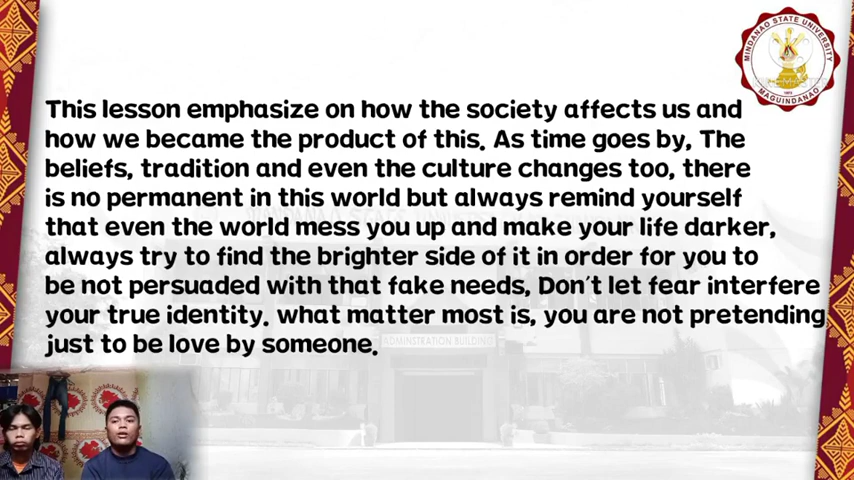 MINDANAO STATE UNIVERSITY
MAGUINDANAO
This lesson emphasize on how the society affects us and
how we became the product of this. As time goes by, The
beliefs, tradition and even the culture changes too, there
is no permanent in this world but always remind yourself
that even the world mess you up and make your life darker,
always try to find the brighter side of it in order for you to
be not persuaded with that fake needs, Don't let fear interfere
your true identity. what matter most is, you are not pretending
just to be love by someone.
ADMINSTRATION BUILDING